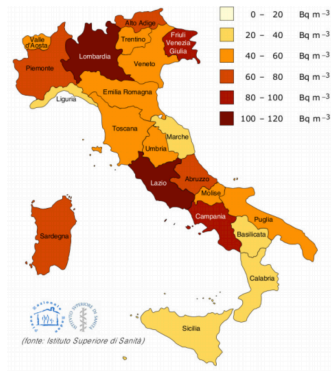 0 – 20 Bq m⁻³
20 – 40 Bq m⁻³
40 – 60 Bq m⁻³
60 – 80 Bq m⁻³
80 – 100 Bq m⁻³
100 – 120 Bq m⁻³
Alto Adige
Valle
d'Aosta
Trentino
Friuli
Venezia
Giulia
Lombardia
Veneto
Piemonte
Emilia Romagna
Liguria
Toscana
Marche
Umbria
Lazio
Abruzzo
Molise
Campania
Puglia
Basilicata
Sardegna
Calabria
Sicilia
(fonte: Istituto Superiore di Sanità)